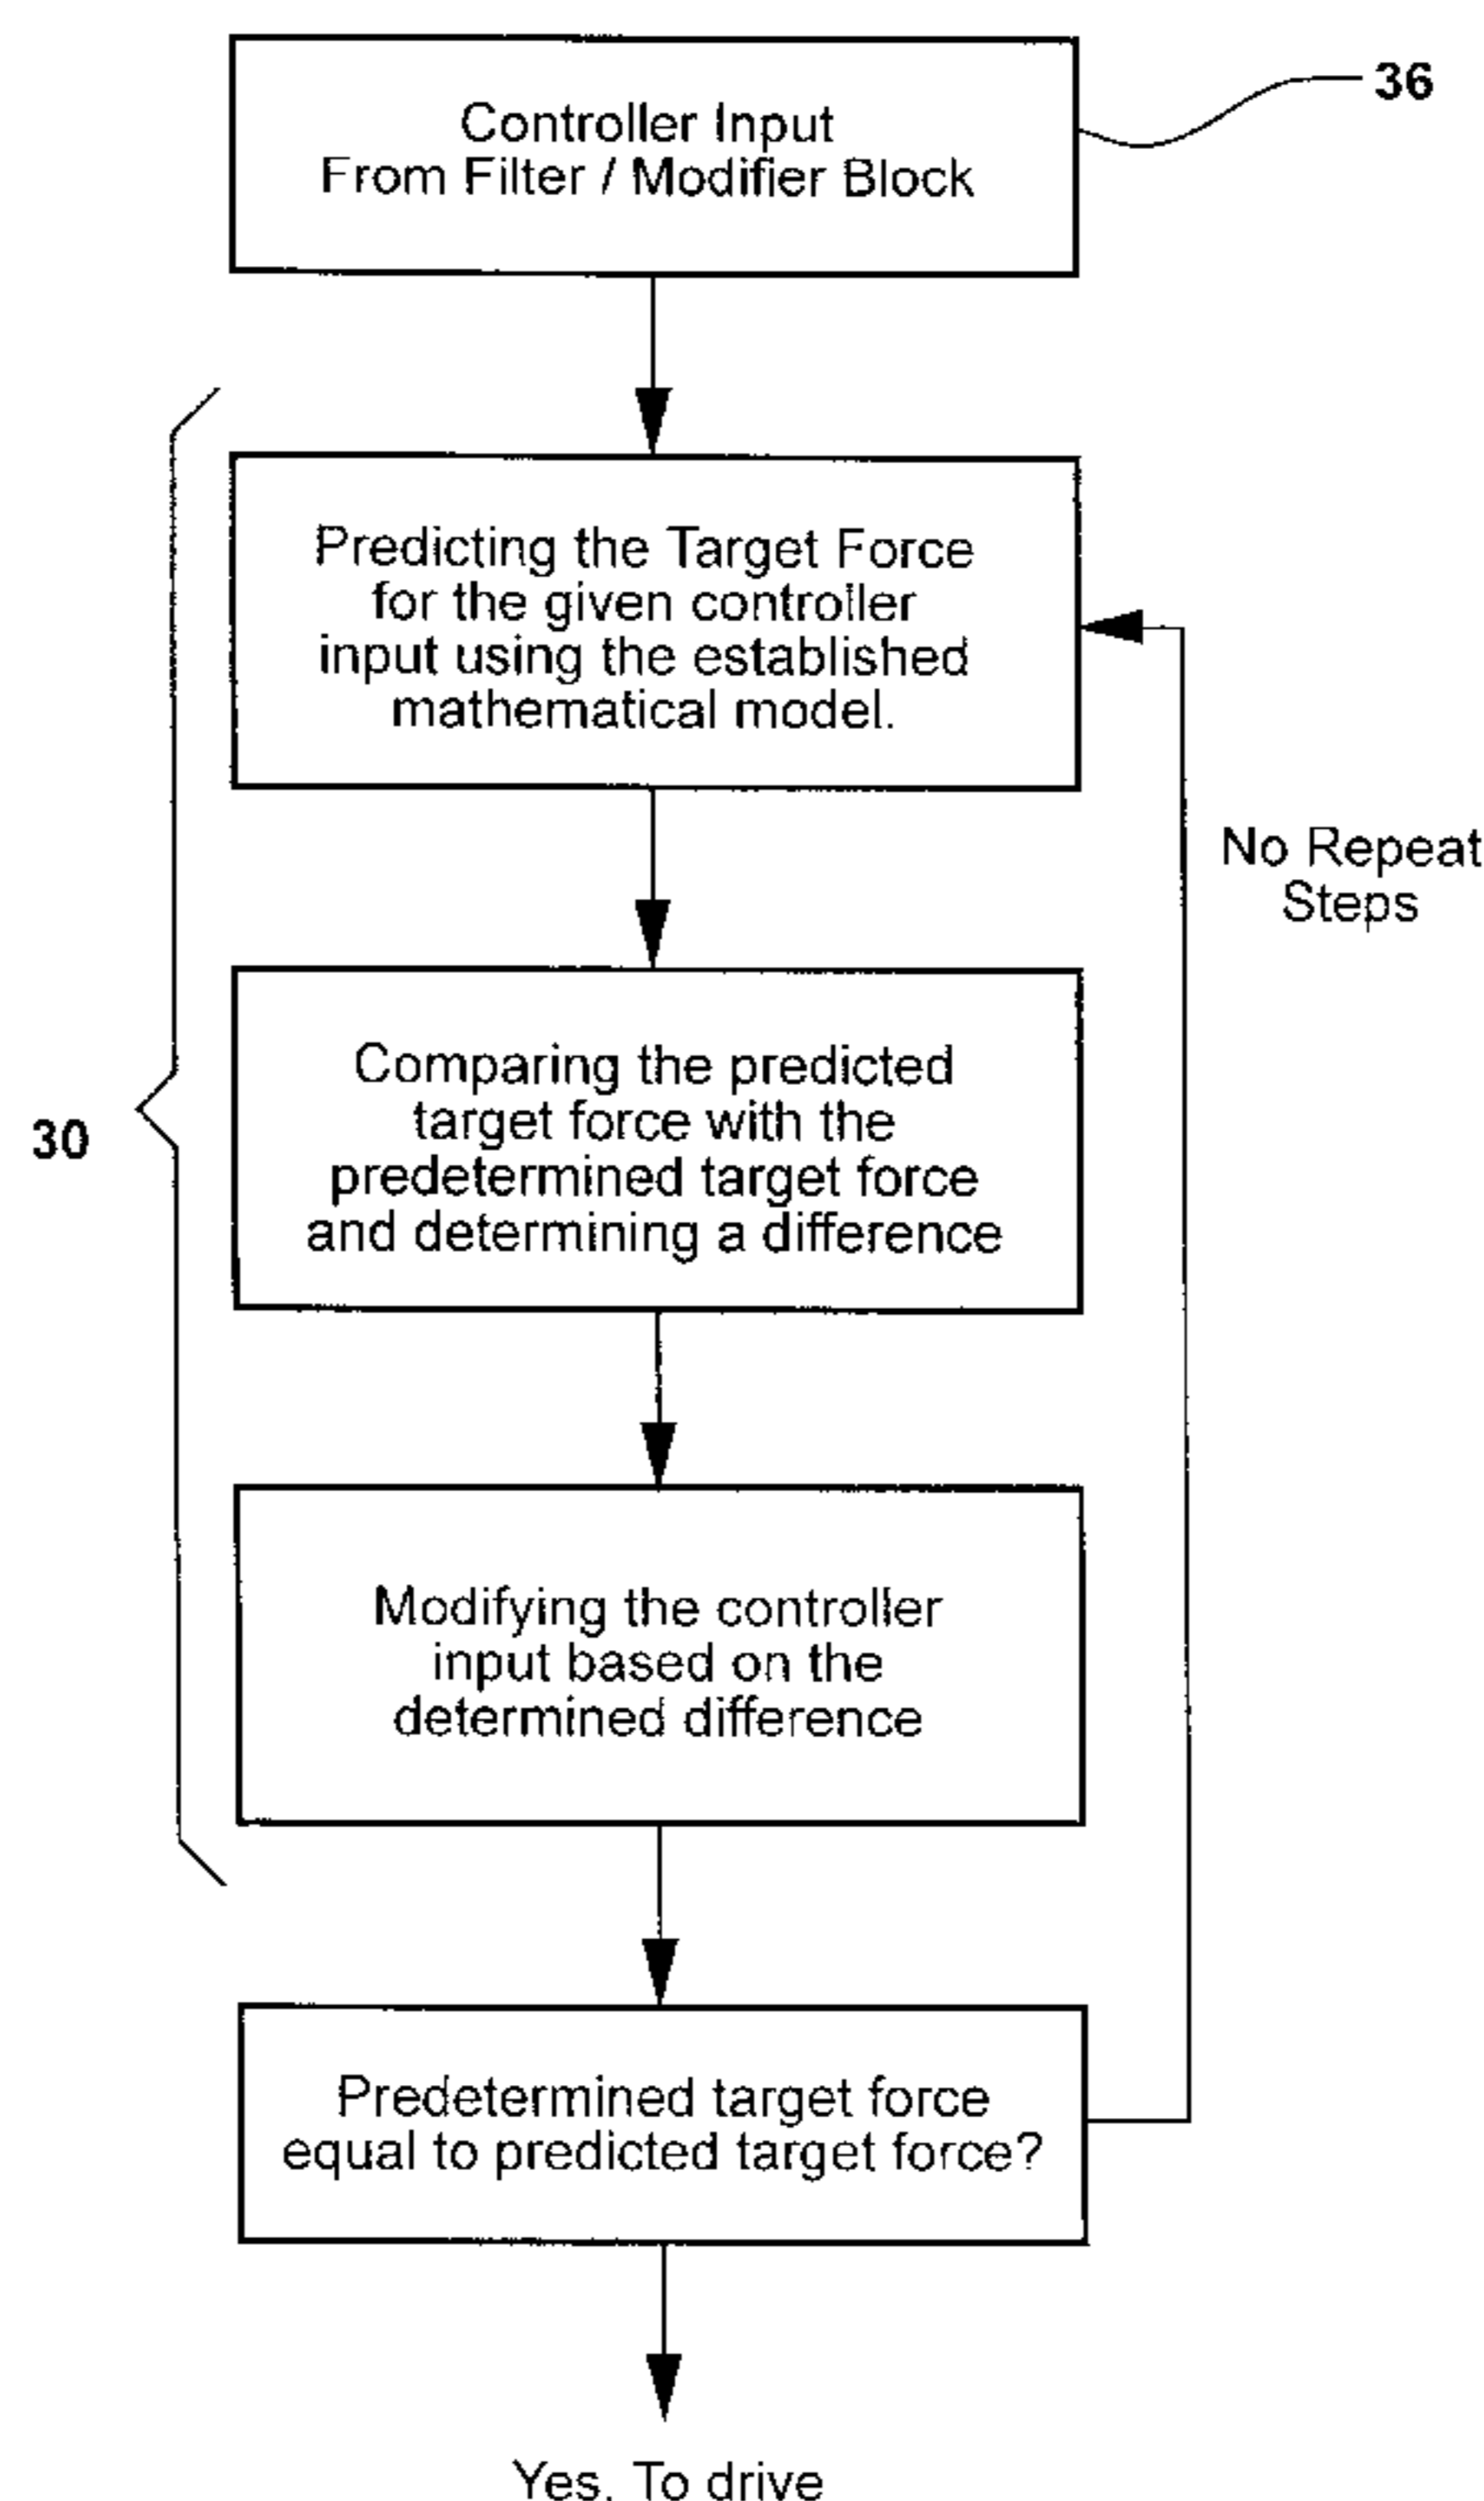 Controller Input
From Filter / Modifier Block
36
Predicting the Target Force
for the given controller
input using the established
mathematical model.
No Repeat
Steps
Comparing the predicted
target force with the
predetermined target force
and determining a difference
30
Modifying the controller
input based on the
determined difference
Predetermined target force
equal to predicted target force?
Yes, To drive